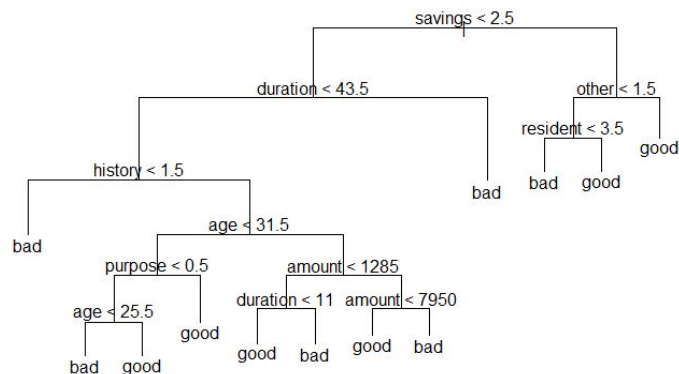 savings < 2.5
duration < 43.5
other < 1.5
resident < 3.5
good
bad
good
history < 1.5
bad
bad
age < 31.5
purpose < 0.5
amount < 1285
age < 25.5
good
duration < 11
amount < 7950
bad
good
good
bad
good
bad